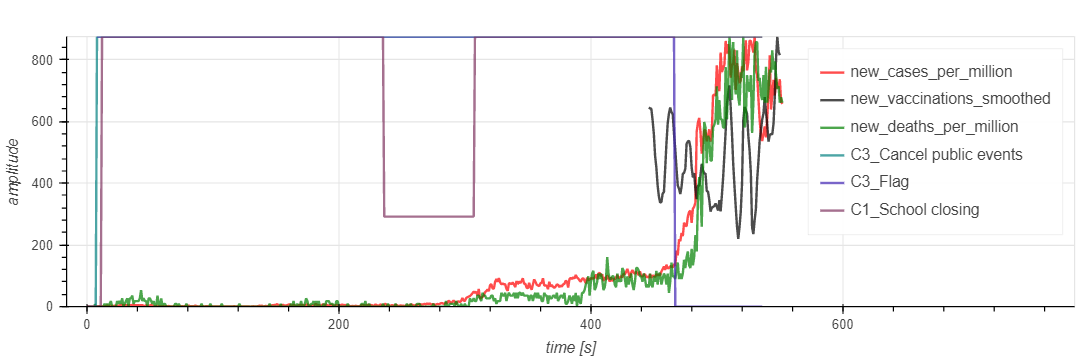 800
600
400
200
0
amplitude
0
200
400
600
time [s]
new_cases_per_million
new_vaccinations_smoothed
new_deaths_per_million
C3_Cancel public events
C3_Flag
C1_School closing